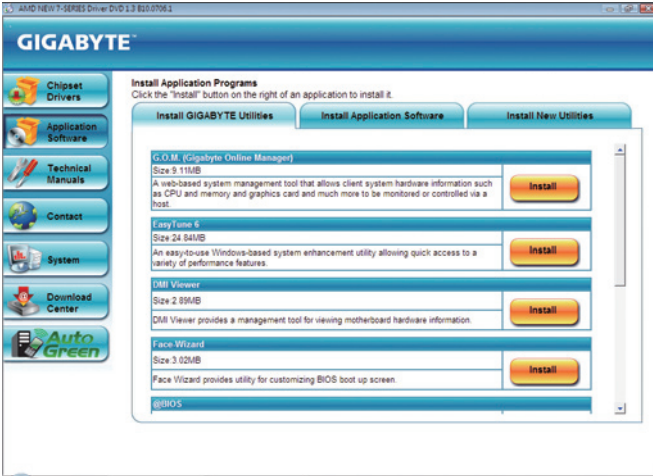 AMD NEW 7-SERIES Driver DVD 1.3 B10.0706.1
GIGABYTE™
Chipset
Drivers
Application
Software
Technical
Manuals
Contact
System
Download
Center
Auto
Green
Install Application Programs
Click the "Install" button on the right of an application to install it.
Install GIGABYTE Utilities
Install Application Software
Install New Utilities
G.O.M. (Gigabyte Online Manager)
Size:9.11MB
A web-based system management tool that allows client system hardware information such
as CPU and memory and graphics card and much more to be monitored or controlled via a
host.
Install
EasyTune 6
Size:24.84MB
An easy-to-use Windows-based system enhancement utility allowing quick access to a
variety of performance features.
Install
DMI Viewer
Size:2.89MB
DMI Viewer provides a management tool for viewing motherboard hardware information.
Install
Face-Wizard
Size:3.02MB
Face Wizard provides utility for customizing BIOS boot up screen.
Install
@BIOS